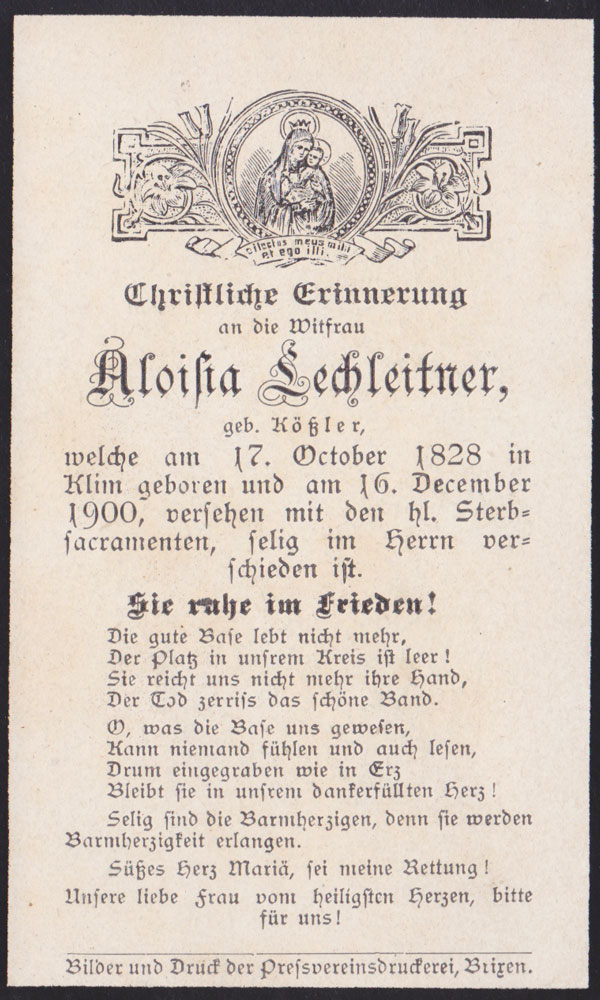 dilectus meus mihi
et ego illi.
Christliche Erinnerung
an die Witfrau
Aloisia Lechleitner,
geb. Kößler,
welche am 17. October 1828 in
Klim geboren und am 16. December
1900, versehen mit den hl. Sterb=
sacramenten, selig im Herrn ver=
schieden ist.
Sie ruhe im Frieden!
Die gute Base lebt nicht mehr,
Der Platz in unsrem Kreis ist leer!
Sie reicht uns nicht mehr ihre Hand,
Der Tod zerriss das schöne Band.
O, was die Base uns gewesen,
Kann niemand fühlen und auch lesen,
Drum eingegraben wie in Erz
Bleibt sie in unsrem dankerfüllten Herz!
Selig sind die Barmherzigen, denn sie werden
Barmherzigkeit erlangen.
Süßes Herz Mariä, sei meine Rettung!
Unsere liebe Frau vom heiligsten Herzen, bitte
für uns!
Bilder und Druck der Pressvereinsdruckerei, Brixen.